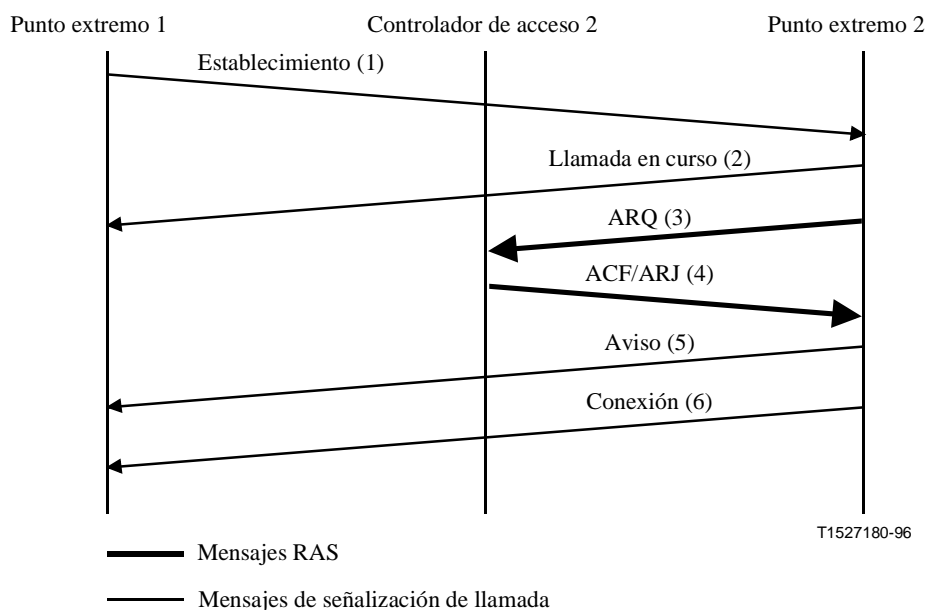 Punto extremo 1
Controlador de acceso 2
Punto extremo 2
Establecimiento (1)
Llamada en curso (2)
ARQ (3)
ACF/ARJ (4)
Aviso (5)
Conexión (6)
T1527180-96
Mensajes RAS
Mensajes de señalización de llamada